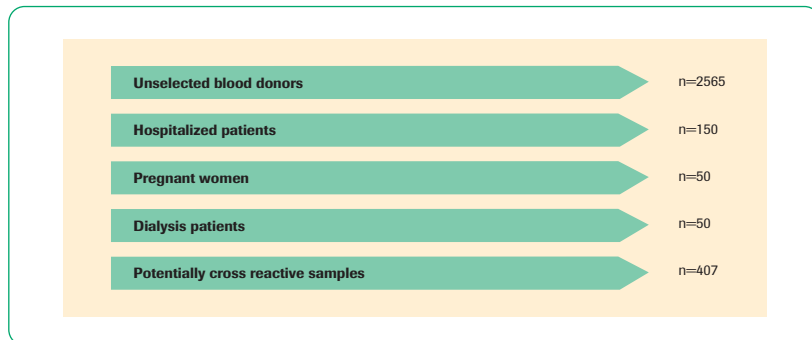 Unselected blood donors n=2565
Hospitalized patients n=150
Pregnant women n=50
Dialysis patients n=50
Potentially cross reactive samples n=407